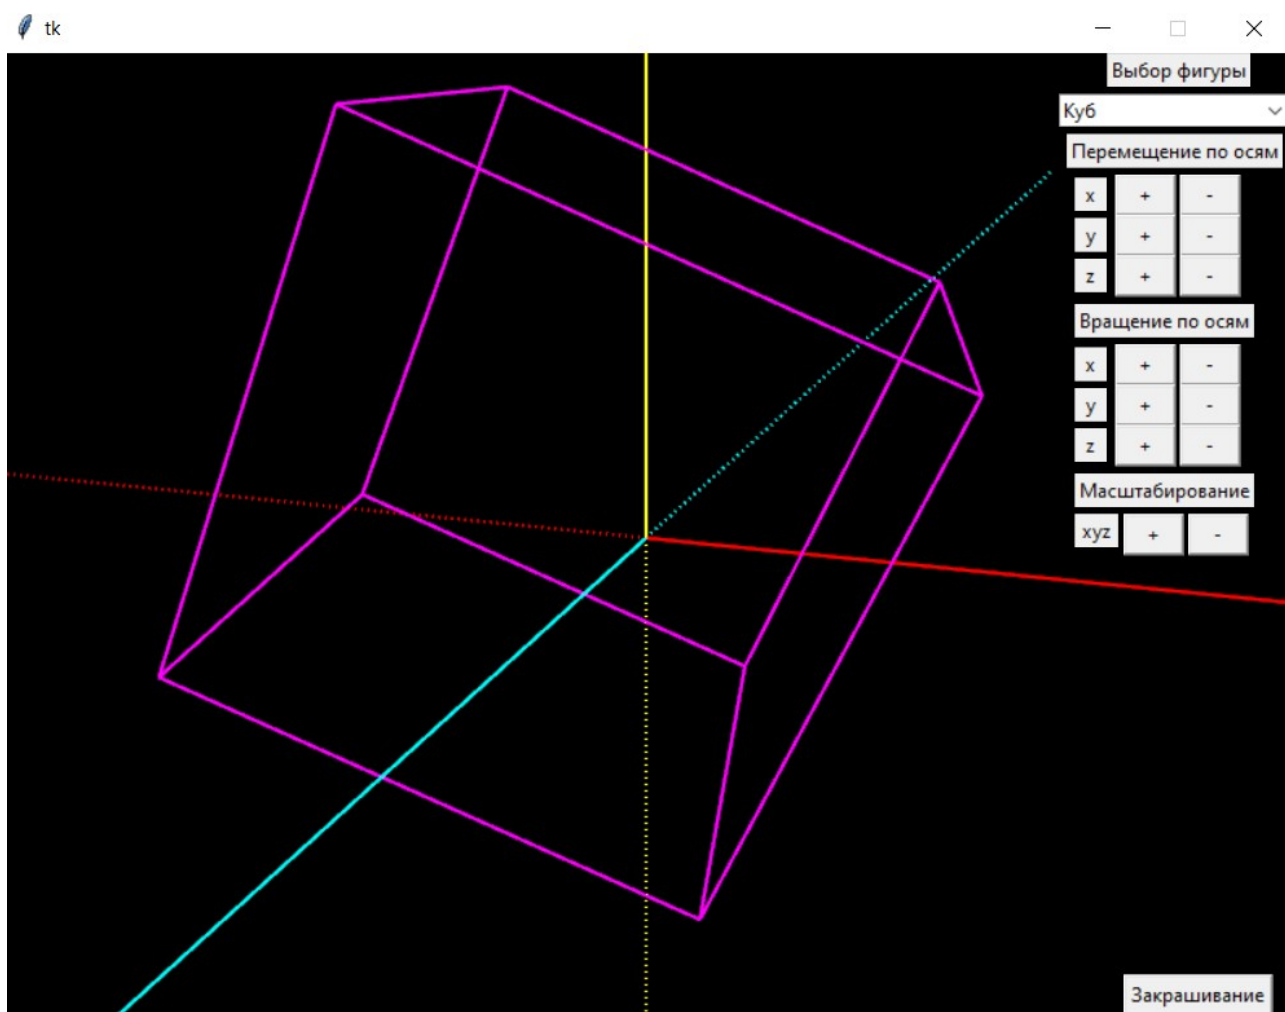 tk
Выбор фигуры
Куб
Перемещение по осям
x + -
y + -
z + -
Вращение по осям
x + -
y + -
z + -
Масштабирование
xyz + -
Закрашивание